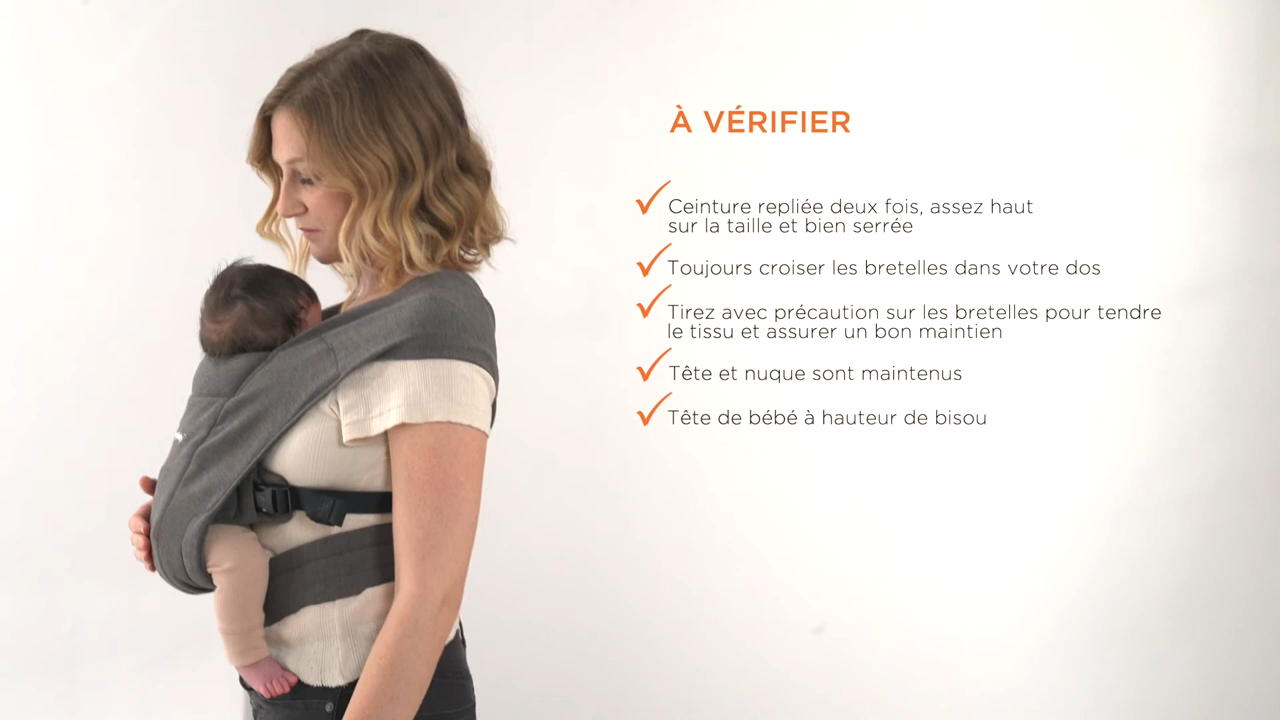 À VÉRIFIER
Ceinture repliée deux fois, assez haut
sur la taille et bien serrée
Toujours croiser les bretelles dans votre dos
Tirez avec précaution sur les bretelles pour tendre
le tissu et assurer un bon maintien
Tête et nuque sont maintenus
Tête de bébé à hauteur de bisou